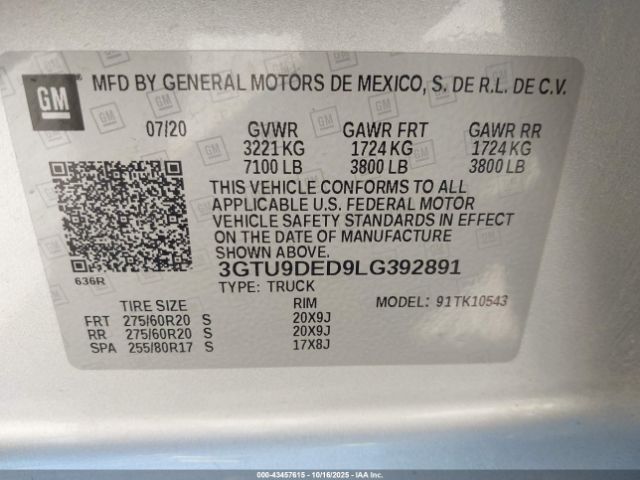 GM
MFD BY GENERAL MOTORS DE MEXICO, S. DE R.L. DE C.V.
07/20 GVWR GAWR FRT GAWR RR
3221 KG 1724 KG 1724 KG
7100 LB 3800 LB 3800 LB
THIS VEHICLE CONFORMS TO ALL
APPLICABLE U.S. FEDERAL MOTOR
VEHICLE SAFETY STANDARDS IN EFFECT
ON THE DATE OF MANUFACTURE
SHOWN ABOVE.
3GTU9DED9LG392891
636R
TYPE: TRUCK
TIRE SIZE RIM MODEL: 91TK10543
FRT 275/60R20 S 20X9J
RR 275/60R20 S 20X9J
SPA 255/80R17 S 17X8J
000-43457615 - 10/16/2025 - IAA, LLC.